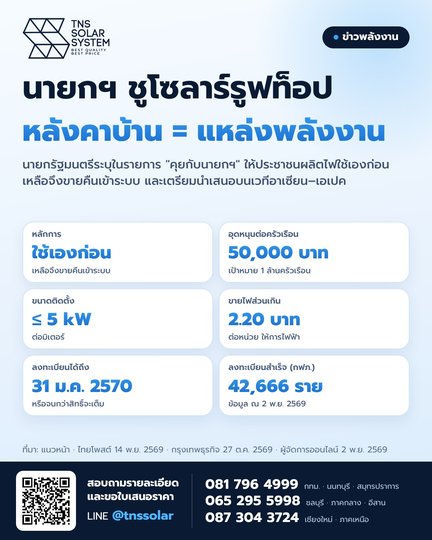 TNS
SOLAR
SYSTEM
BEST QUALITY
BEST PRICE
ข่าวพลังงาน
นายกฯ ชูโซลาร์รูฟท็อป
หลังคาบ้าน = แหล่งพลังงาน
นายกรัฐมนตรีระบุในรายการ "คุยกับนายกฯ" ให้ประชาชนผลิตไฟใช้เองก่อน
เหลือจึงขายคืนเข้าระบบ และเตรียมนำเสนอบนเวทีอาเซียน–เอเปค
หลักการ
ใช้เองก่อน
เหลือจึงขายคืนเข้าระบบ
อุดหนุนต่อครัวเรือน
50,000 บาท
เป้าหมาย 1 ล้านครัวเรือน
ขนาดติดตั้ง
≤ 5 kW
ต่อมิเตอร์
ขายไฟส่วนเกิน
2.20 บาท
ต่อหน่วย ให้การไฟฟ้า
ลงทะเบียนได้ถึง
31 ม.ค. 2570
หรือจนกว่าสิทธิ์จะเต็ม
ลงทะเบียนสำเร็จ (กฟภ.)
42,666 ราย
ข้อมูล ณ 2 พ.ย. 2569
ที่มา: แนวหน้า · ไทยโพสต์ 14 พ.ย. 2569 · กรุงเทพธุรกิจ 27 ต.ค. 2569 · ผู้จัดการออนไลน์ 2 พ.ย. 2569
สอบถามรายละเอียด
และขอใบเสนอราคา
LINE @tnssolar
081 796 4999 กทม. · นนทบุรี · สมุทรปราการ
065 295 5998 ชลบุรี · ภาคกลาง · อีสาน
087 304 3724 เชียงใหม่ · ภาคเหนือ